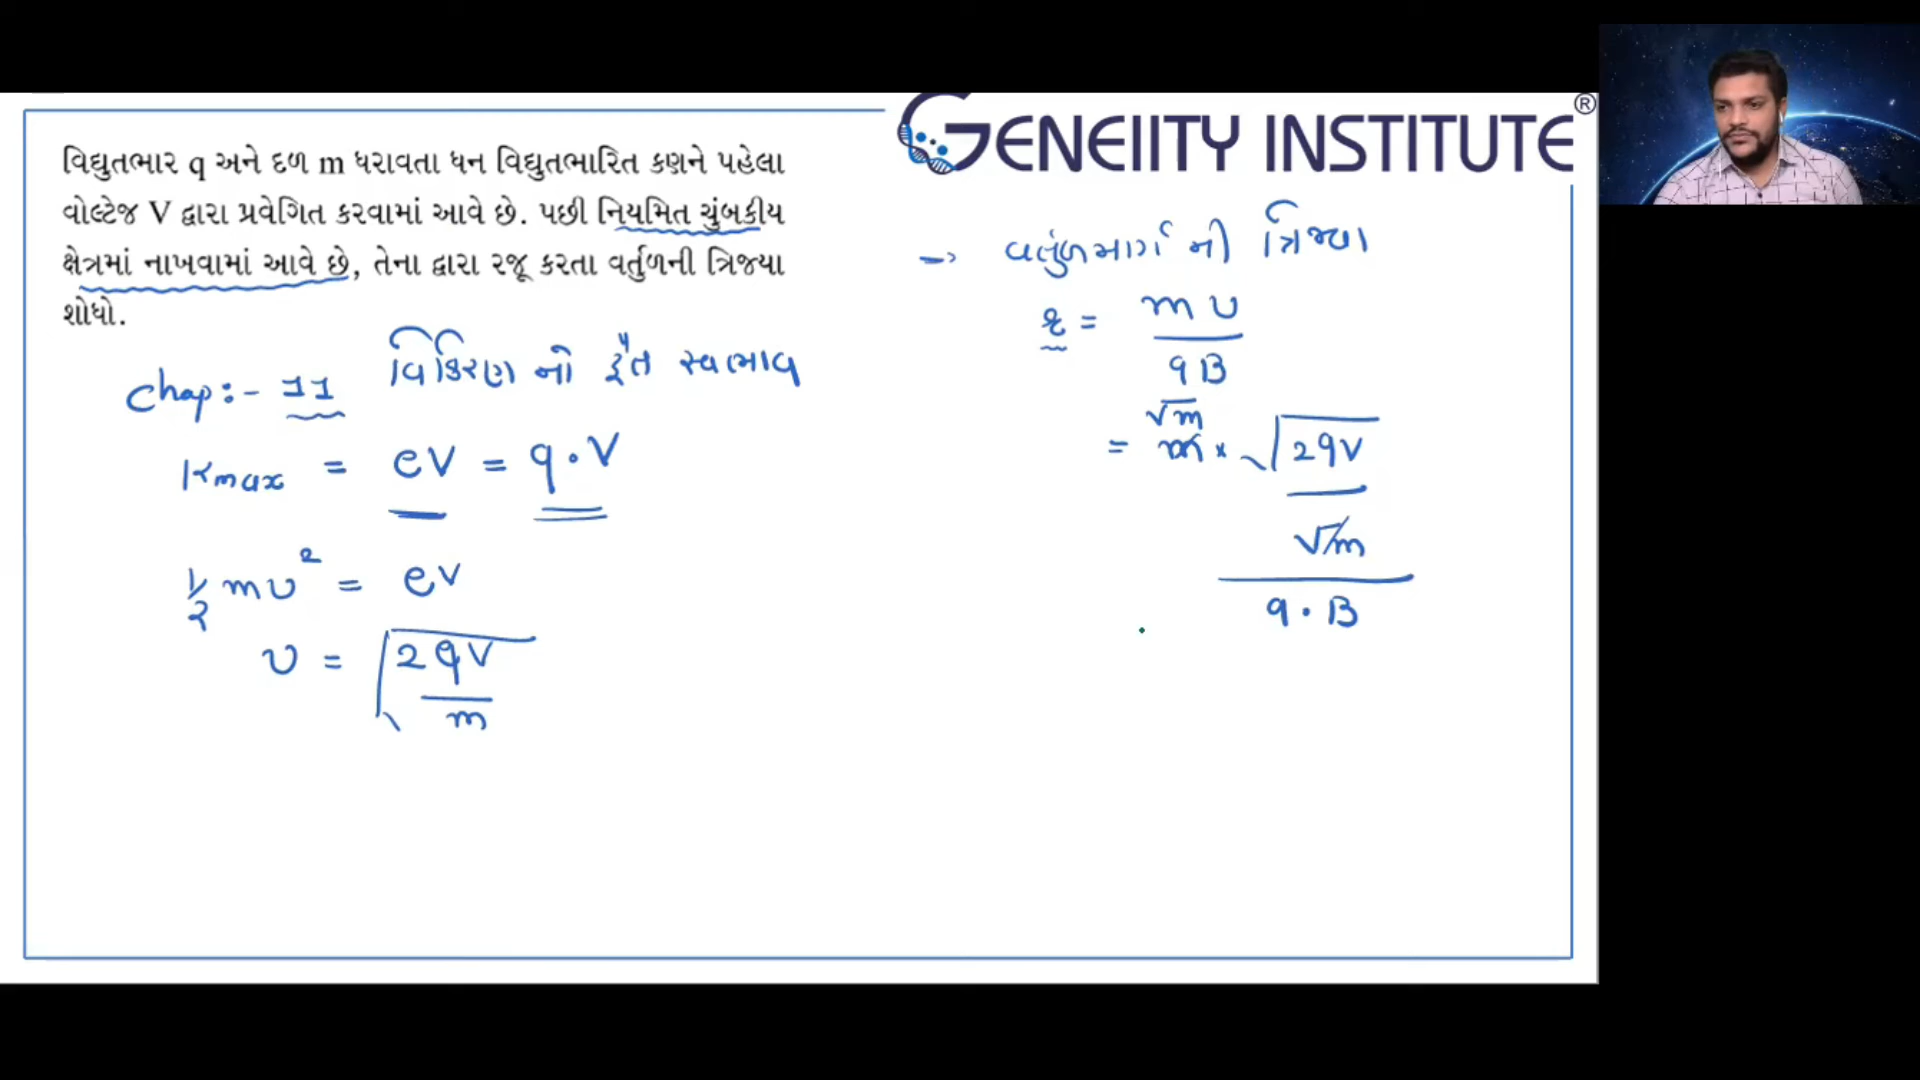 GENEIITY INSTITUTE®
વિદ્યુતભાર q અને દળ m ધરાવતા ધન વિદ્યુતભારિત કણને પહેલા
વોલ્ટેજ V દ્વારા પ્રવેગિત કરવામાં આવે છે. પછી નિયમિત ચુંબકીય
ક્ષેત્રમાં નાખવામાં આવે છે, તેના દ્વારા રજૂ કરતા વર્તુળની ત્રિજ્યા
શોધો.
Chap:- 11 વિકિરણ નો દ્વૈત સ્વભાવ
Kmax = eV = q·V
½ mυ² = eV
υ = √(2qV/m)
→ વર્તુળમાર્ગ ની ત્રિજ્યા
r = mυ
qB
√m
= m × √2qV
√m
q·B